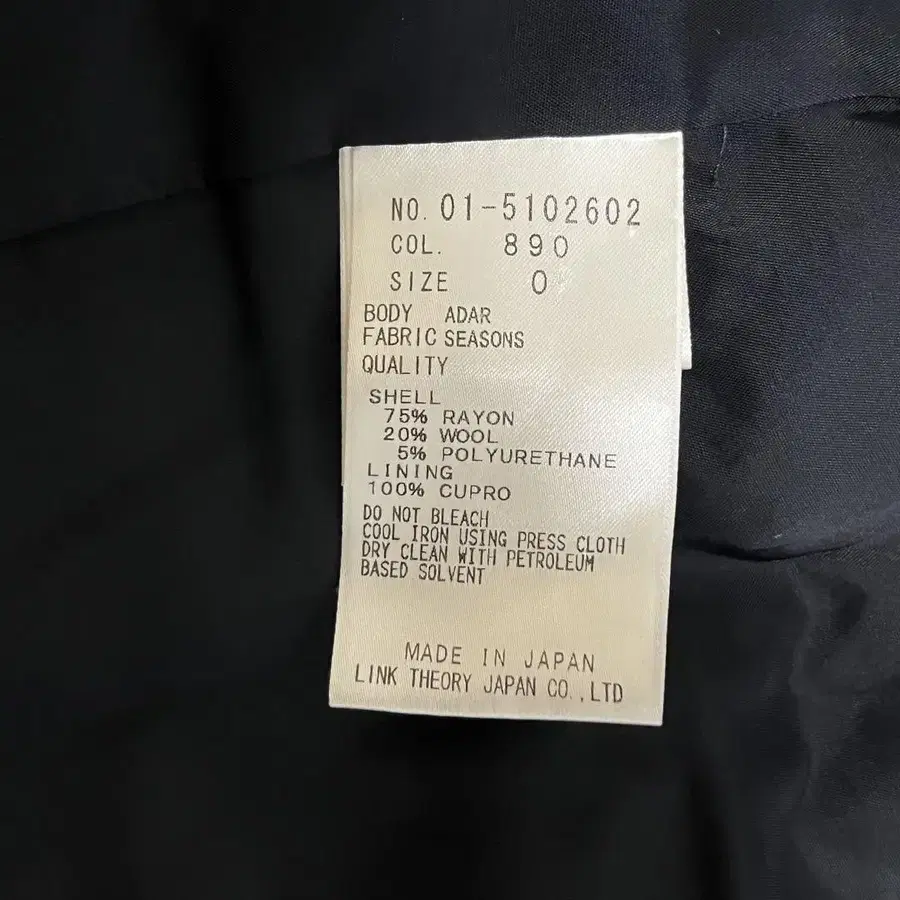 NO. 01-5102602
COL. 890
SIZE 0
BODY ADAR
FABRIC SEASONS
QUALITY
SHELL
75% RAYON
20% WOOL
5% POLYURETHANE
LINING
100% CUPRO
DO NOT BLEACH
COOL IRON USING PRESS CLOTH
DRY CLEAN WITH PETROLEUM
BASED SOLVENT
MADE IN JAPAN
LINK THEORY JAPAN CO.,LTD